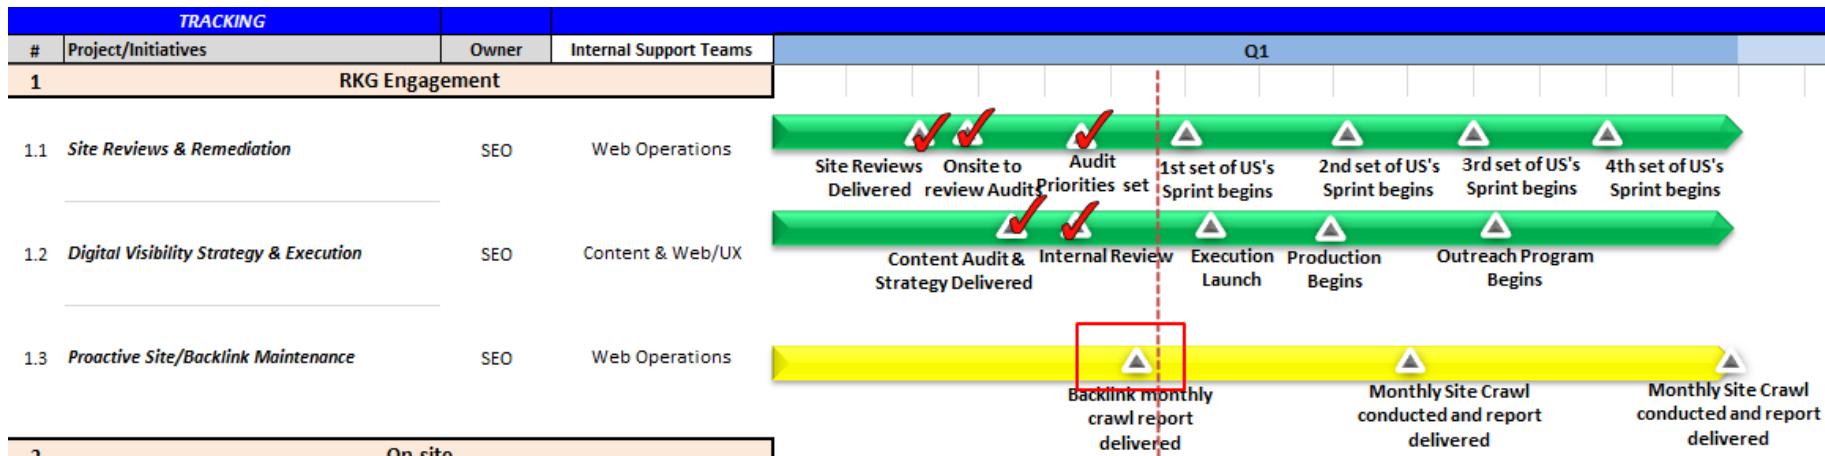 TRACKING
# Project/Initiatives Owner Internal Support Teams Q1
1 RKG Engagement
1.1 Site Reviews & Remediation SEO Web Operations
Site Reviews
Delivered
Onsite to
review Audits
Audit
Priorities set
1st set of US's
Sprint begins
2nd set of US's
Sprint begins
3rd set of US's
Sprint begins
4th set of US's
Sprint begins
1.2 Digital Visibility Strategy & Execution SEO Content & Web/UX
Content Audit &
Strategy Delivered
Internal Review
Execution
Launch
Production
Begins
Outreach Program
Begins
1.3 Proactive Site/Backlink Maintenance SEO Web Operations
Backlink monthly
crawl report
delivered
Monthly Site Crawl
conducted and report
delivered
Monthly Site Crawl
conducted and report
delivered
2 On-site